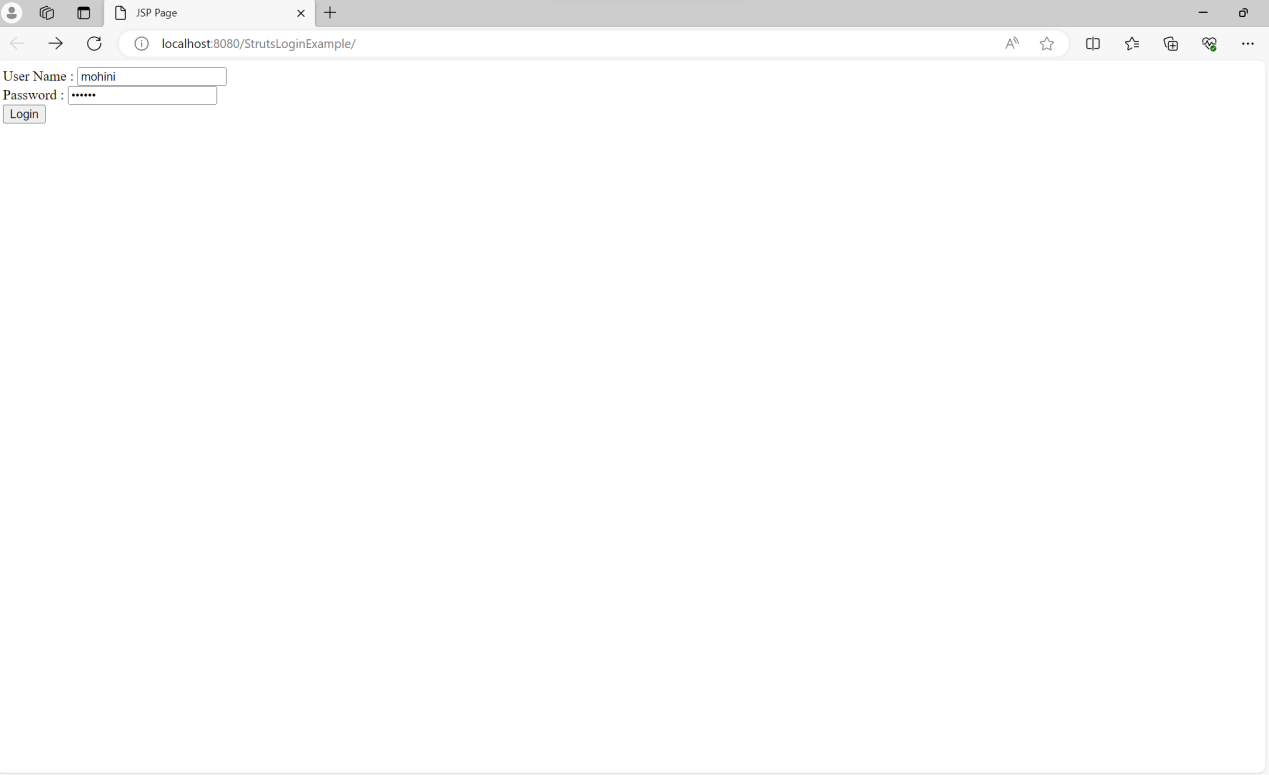 JSP Page
localhost:8080/StrutsLoginExample/
User Name : mohini
Password : ••••••
Login